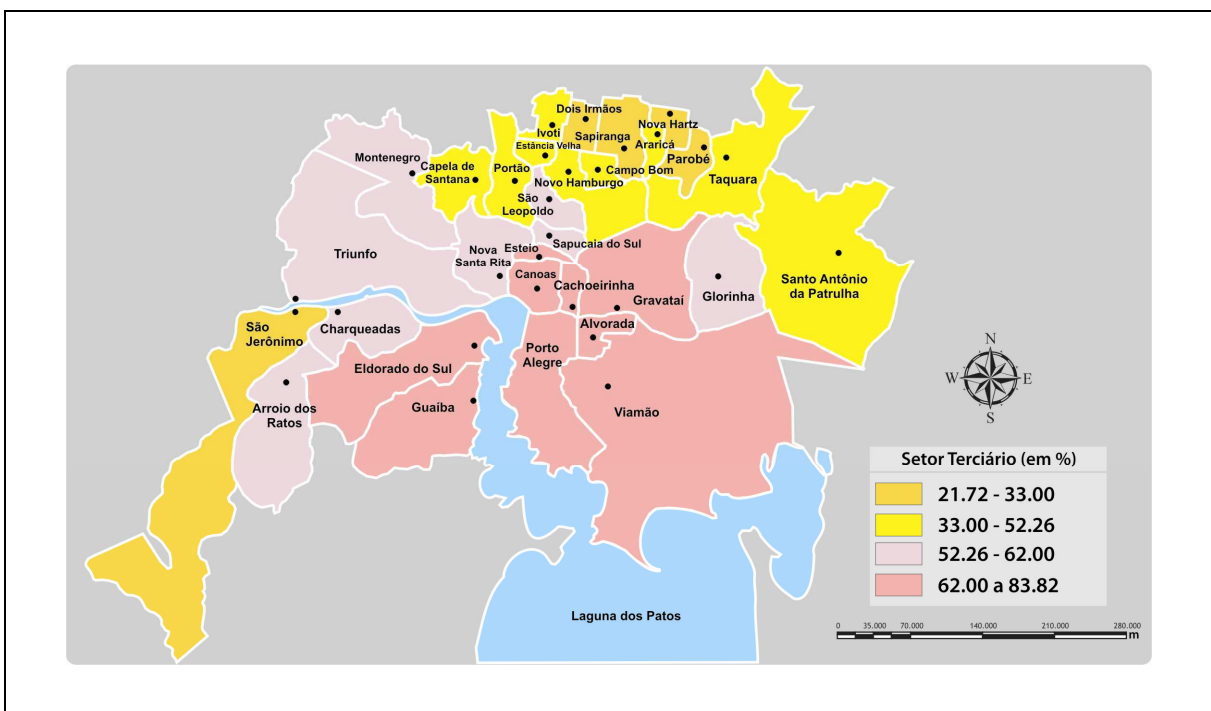 Dois Irmãos
Nova Hartz
Ivoti
Sapiranga
Estância Velha
Araricá
Parobé
Montenegro
Capela de
Santana
Portão
Campo Bom
Novo Hamburgo
Taquara
São
Leopoldo
Sapucaia do Sul
Esteio
Nova
Santa Rita
Triunfo
Canoas
Cachoeirinha
Gravataí
Glorinha
Santo Antônio
da Patrulha
São
Jerônimo
Charqueadas
Alvorada
Porto
Alegre
Eldorado do Sul
Guaíba
Arroio dos
Ratos
Viamão
N
W
E
S
Setor Terciário (em %)
21.72 - 33.00
33.00 - 52.26
52.26 - 62.00
62.00 a 83.82
Laguna dos Patos
0 35.000 70.000 140.000 210.000 280.000
m